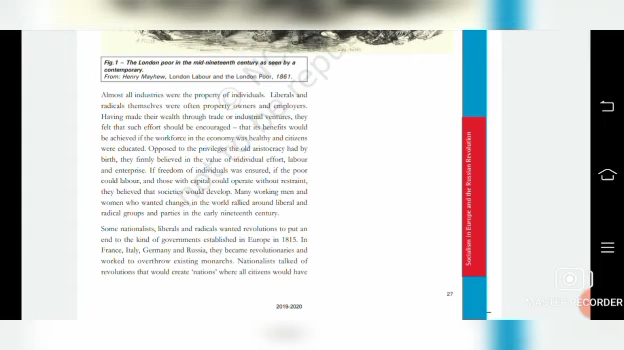 Fig.1 – The London poor in the mid-nineteenth century as seen by a
contemporary.
From: Henry Mayhew, London Labour and the London Poor, 1861.
Almost all industries were the property of individuals. Liberals and
radicals themselves were often property owners and employers.
Having made their wealth through trade or industrial ventures, they
felt that such effort should be encouraged – that its benefits would
be achieved if the workforce in the economy was healthy and citizens
were educated. Opposed to the privileges the old aristocracy had by
birth, they firmly believed in the value of individual effort, labour
and enterprise. If freedom of individuals was ensured, if the poor
could labour, and those with capital could operate without restraint,
they believed that societies would develop. Many working men and
women who wanted changes in the world rallied around liberal and
radical groups and parties in the early nineteenth century.
Some nationalists, liberals and radicals wanted revolutions to put an
end to the kind of governments established in Europe in 1815. In
France, Italy, Germany and Russia, they became revolutionaries and
worked to overthrow existing monarchs. Nationalists talked of
revolutions that would create ‘nations’ where all citizens would have
Socialism in Europe and the Russian Revolution
27
2019-2020
RECORDER